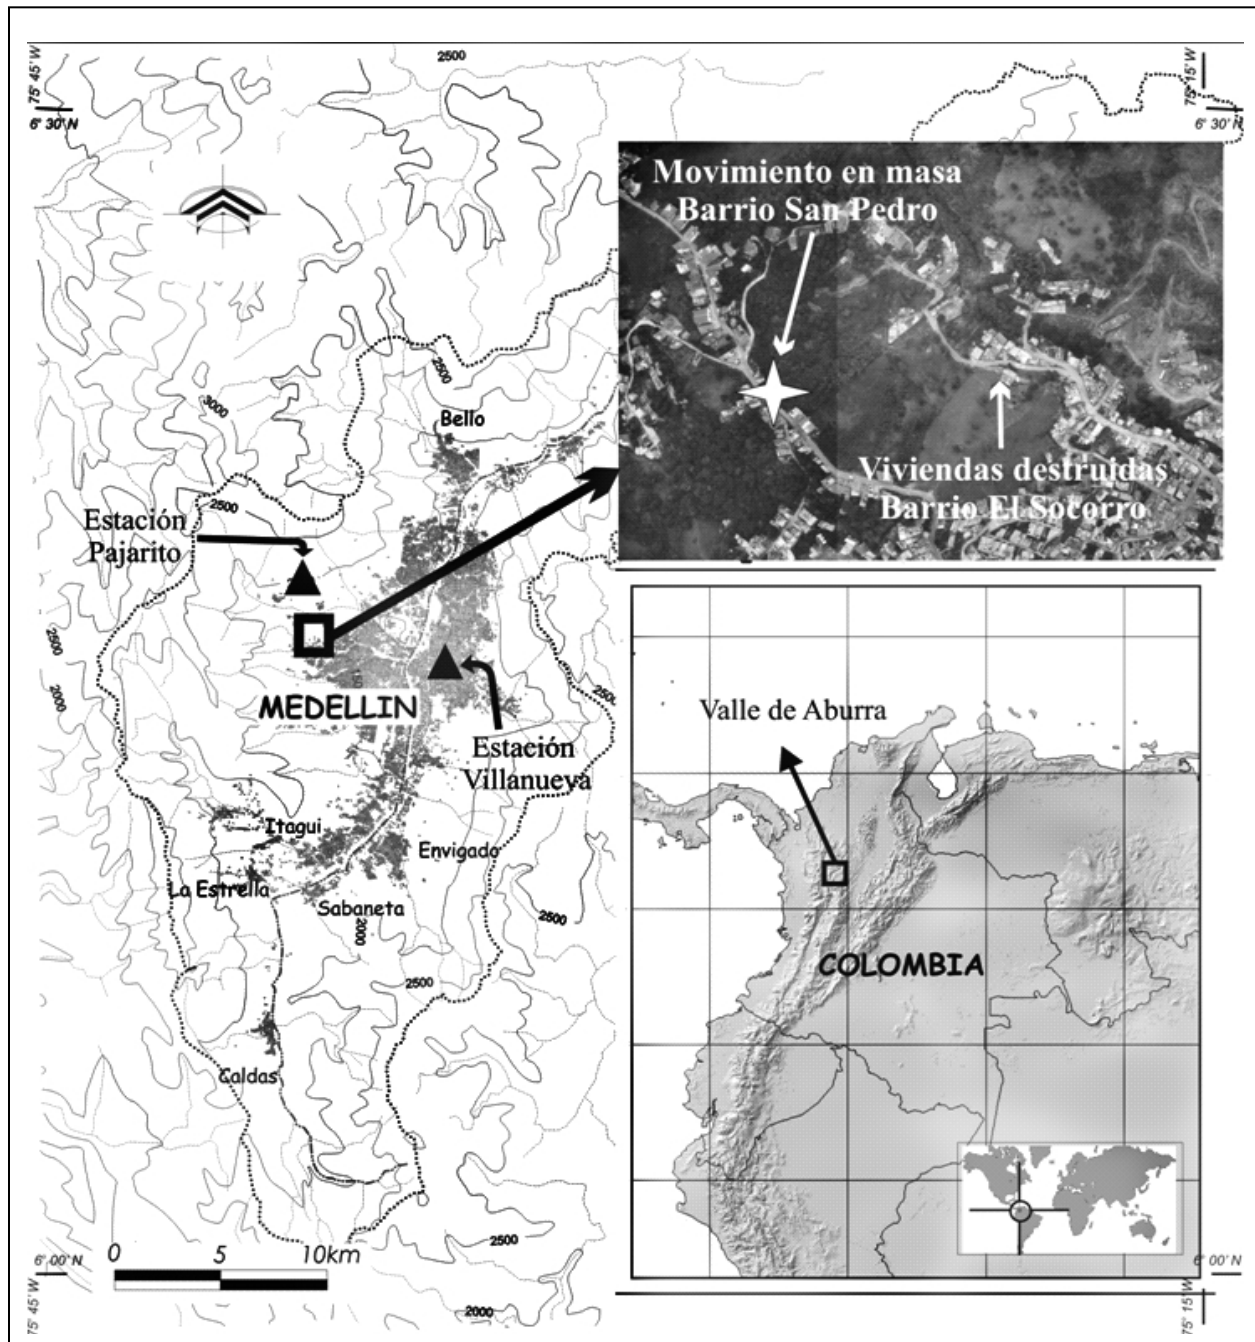 2500
75° 45' W
6° 30' N
75° 15' W
6° 30' N
Movimiento en masa
Barrio San Pedro
Viviendas destruidas
Barrio El Socorro
2500
3000
Bello
2500
Estación
Pajarito
2500
2000
MEDELLIN
Estación
Villanueva
Valle de Aburra
Itagui
Envigado
La Estrella
Sabaneta
2000
2500
COLOMBIA
2500
Caldas
0 5 10km
2500
2000
6° 00' N
75° 45' W
6° 00' N
75° 15' W